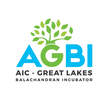 AGBI
AIC - GREAT LAKES
BALACHANDRAN INCUBATOR